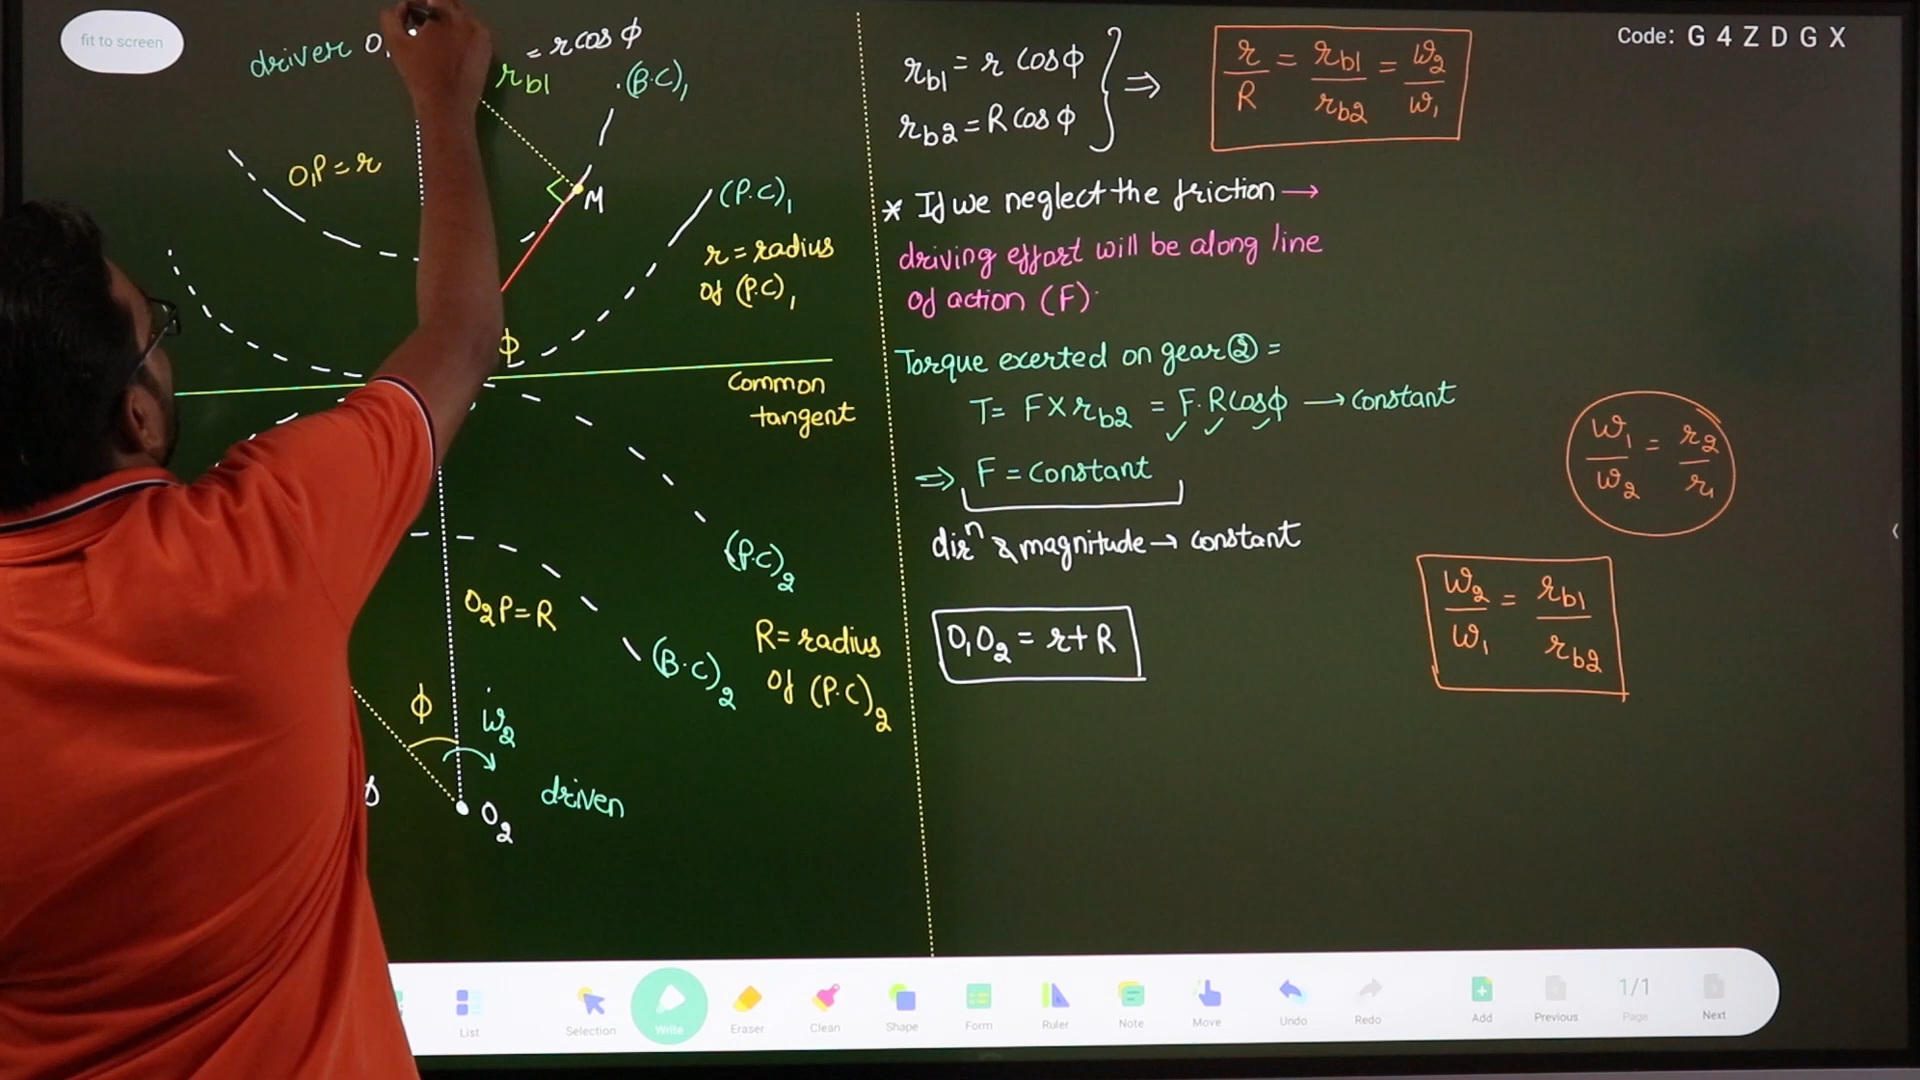 fit to screen
driver O₁
= r cos ϕ
r_b1
(B.C)₁
O₁P = r
M
(P.C)₁
r = radius
of (P.C)₁
ϕ
Common
tangent
(P.C)₂
O₂P = R
(B.C)₂
R = radius
of (P.C)₂
ϕ
ω₂
driven
O₂
r_b1 = r cos ϕ
r_b2 = R cos ϕ
} ⇒
r/R = r_b1/r_b2 = ω₂/ω₁
* If we neglect the friction →
driving effort will be along line
of action (F)
Torque exerted on gear ② =
T = F × r_b2 = F. R cos ϕ → constant
✓ ✓ ✓
⇒ F = Constant
dirⁿ & magnitude → constant
O₁O₂ = r + R
Code: G 4 Z D G X
ω₁/ω₂ = r₂/r₁
ω₂/ω₁ = r_b1/r_b2
List
Selection
Write
Eraser
Clean
Shape
Form
Ruler
Note
Move
Undo
Redo
Add
Previous
1/1
Page
Next